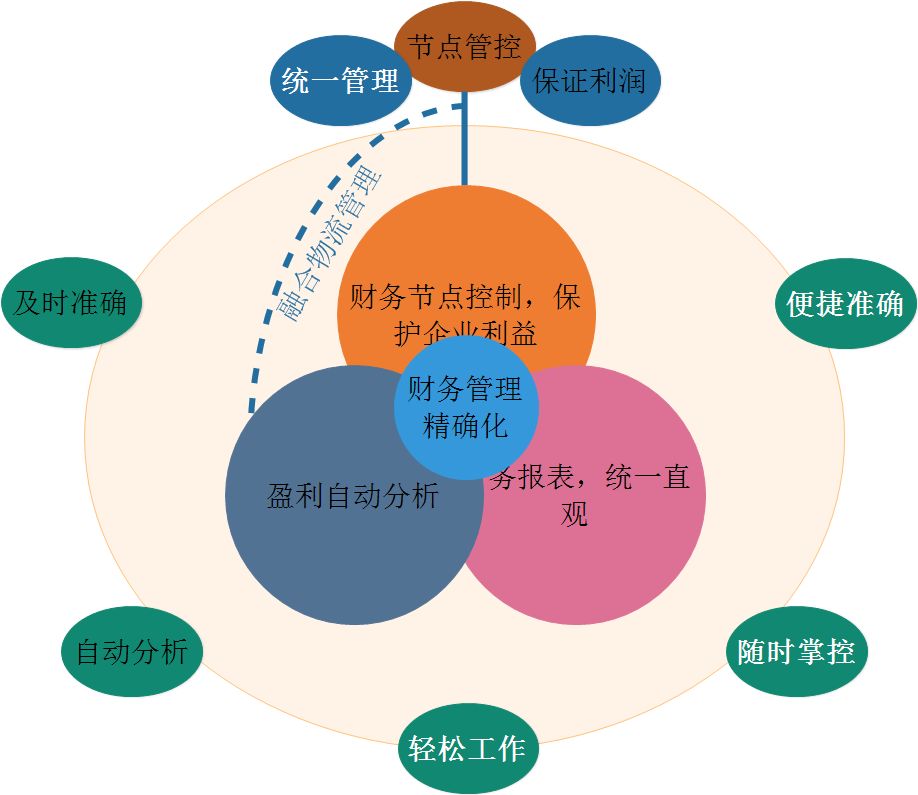 节点管控
统一管理
保证利润
融合物流管理
及时准确
便捷准确
财务节点控制，保
护企业利益
财务管理
精确化
盈利自动分析
务报表，统一直
观
自动分析
随时掌控
轻松工作